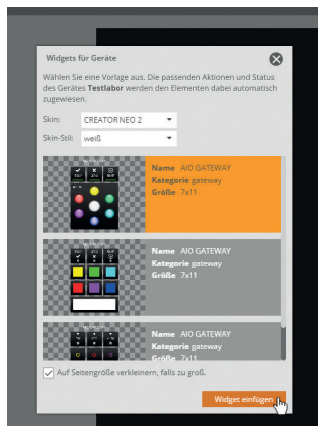 Widgets für Geräte
Wählen Sie eine Vorlage aus. Die passenden Aktionen und Status
des Gerätes Testlabor werden den Elementen dabei automatisch
zugewiesen.
Skin: CREATOR NEO 2
Skin-Stil: weiß
Name AIO GATEWAY
Kategorie gateway
Größe 7x11
Name AIO GATEWAY
Kategorie gateway
Größe 7x11
Name AIO GATEWAY
Kategorie gateway
Größe 7x11
Auf Seitengröße verkleinern, falls zu groß.
Widget einfügen